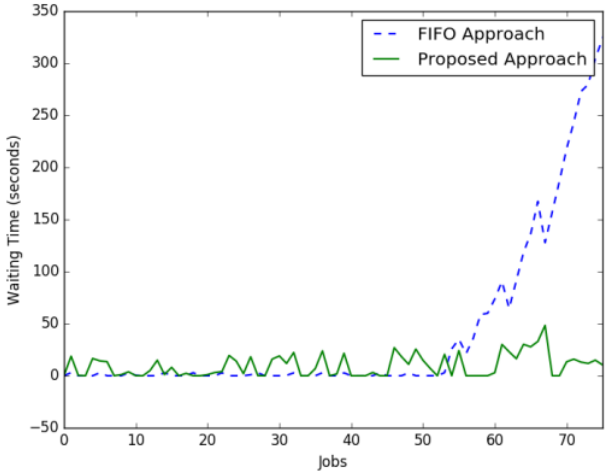 350
300
250
200
150
100
50
0
−50
Waiting Time (seconds)
FIFO Approach
Proposed Approach
0 10 20 30 40 50 60 70
Jobs